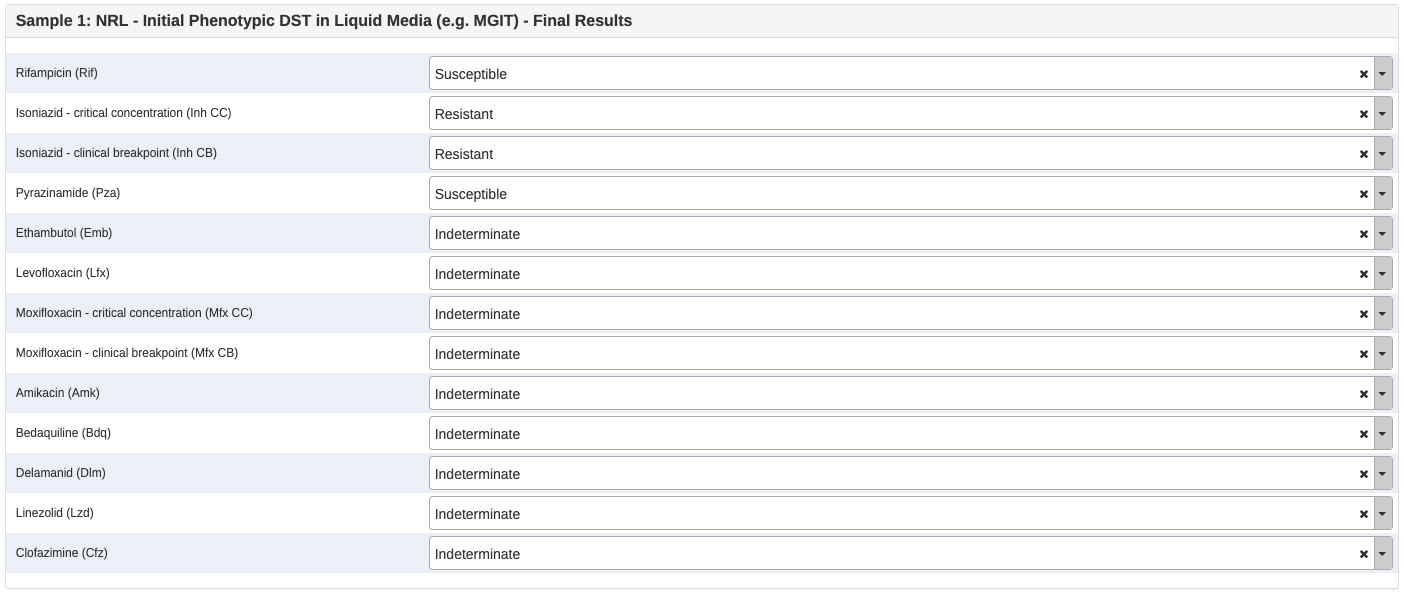 Sample 1: NRL - Initial Phenotypic DST in Liquid Media (e.g. MGIT) - Final Results
Rifampicin (Rif) Susceptible
Isoniazid - critical concentration (Inh CC) Resistant
Isoniazid - clinical breakpoint (Inh CB) Resistant
Pyrazinamide (Pza) Susceptible
Ethambutol (Emb) Indeterminate
Levofloxacin (Lfx) Indeterminate
Moxifloxacin - critical concentration (Mfx CC) Indeterminate
Moxifloxacin - clinical breakpoint (Mfx CB) Indeterminate
Amikacin (Amk) Indeterminate
Bedaquiline (Bdq) Indeterminate
Delamanid (Dlm) Indeterminate
Linezolid (Lzd) Indeterminate
Clofazimine (Cfz) Indeterminate